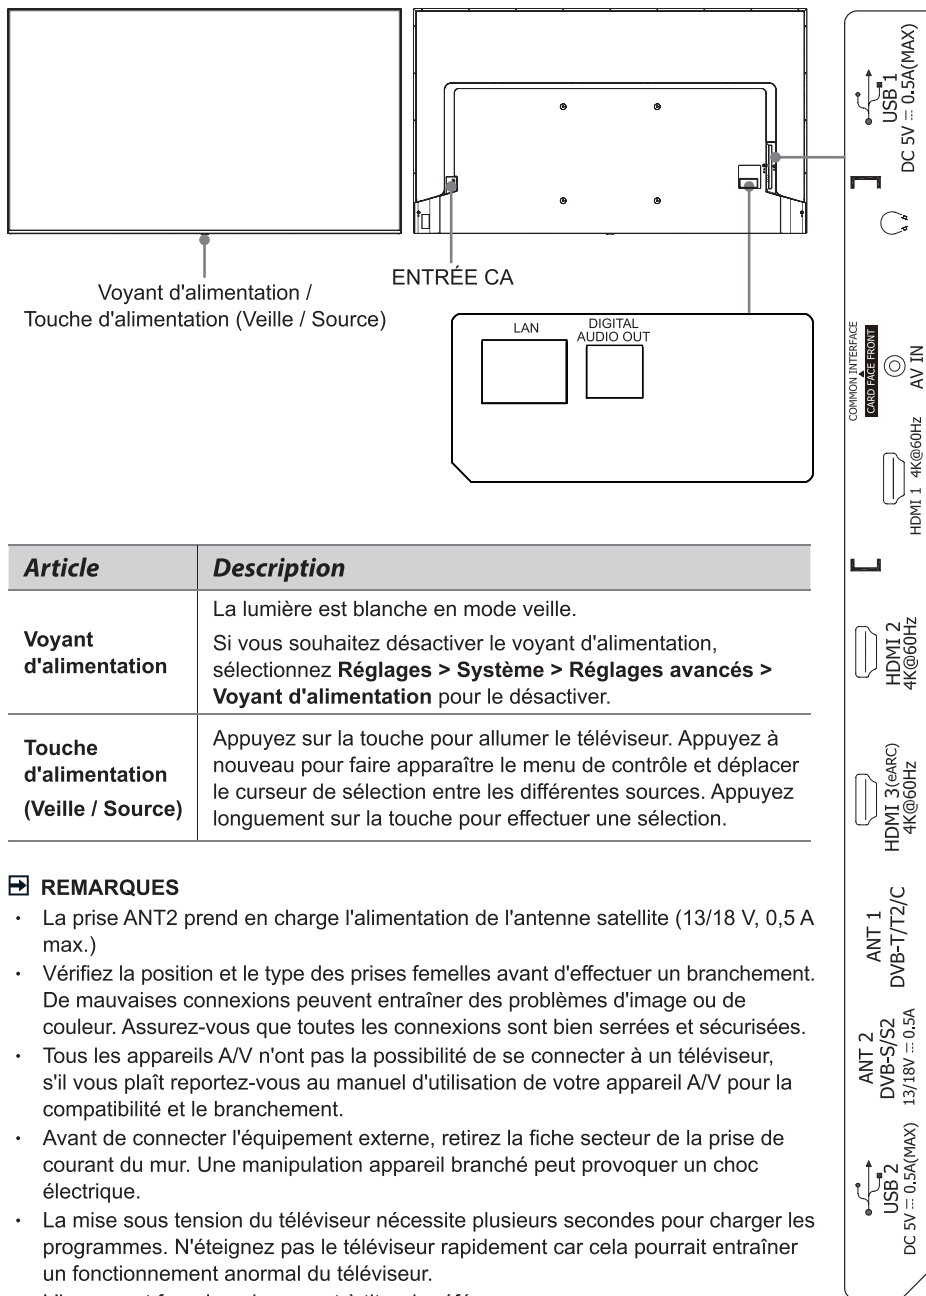 Voyant d'alimentation /
Touche d'alimentation (Veille / Source)
ENTRÉE CA
LAN
DIGITAL
AUDIO OUT
USB 1
DC 5V ⎓ 0.5A(MAX)
COMMON INTERFACE
CARD FACE FRONT
AV IN
HDMI 1 4K@60Hz
HDMI 2
4K@60Hz
HDMI 3(eARC)
4K@60Hz
ANT 1
DVB-T/T2/C
ANT 2
DVB-S/S2
13/18V ⎓ 0.5A
USB 2
DC 5V ⎓ 0.5A(MAX)
Article Description
Voyant
d'alimentation
La lumière est blanche en mode veille.
Si vous souhaitez désactiver le voyant d'alimentation,
sélectionnez Réglages > Système > Réglages avancés >
Voyant d'alimentation pour le désactiver.
Touche
d'alimentation
(Veille / Source)
Appuyez sur la touche pour allumer le téléviseur. Appuyez à
nouveau pour faire apparaître le menu de contrôle et déplacer
le curseur de sélection entre les différentes sources. Appuyez
longuement sur la touche pour effectuer une sélection.
REMARQUES
• La prise ANT2 prend en charge l'alimentation de l'antenne satellite (13/18 V, 0,5 A
max.)
• Vérifiez la position et le type des prises femelles avant d'effectuer un branchement.
De mauvaises connexions peuvent entraîner des problèmes d'image ou de
couleur. Assurez-vous que toutes les connexions sont bien serrées et sécurisées.
• Tous les appareils A/V n'ont pas la possibilité de se connecter à un téléviseur,
s'il vous plaît reportez-vous au manuel d'utilisation de votre appareil A/V pour la
compatibilité et le branchement.
• Avant de connecter l'équipement externe, retirez la fiche secteur de la prise de
courant du mur. Une manipulation appareil branché peut provoquer un choc
électrique.
• La mise sous tension du téléviseur nécessite plusieurs secondes pour charger les
programmes. N'éteignez pas le téléviseur rapidement car cela pourrait entraîner
un fonctionnement anormal du téléviseur.